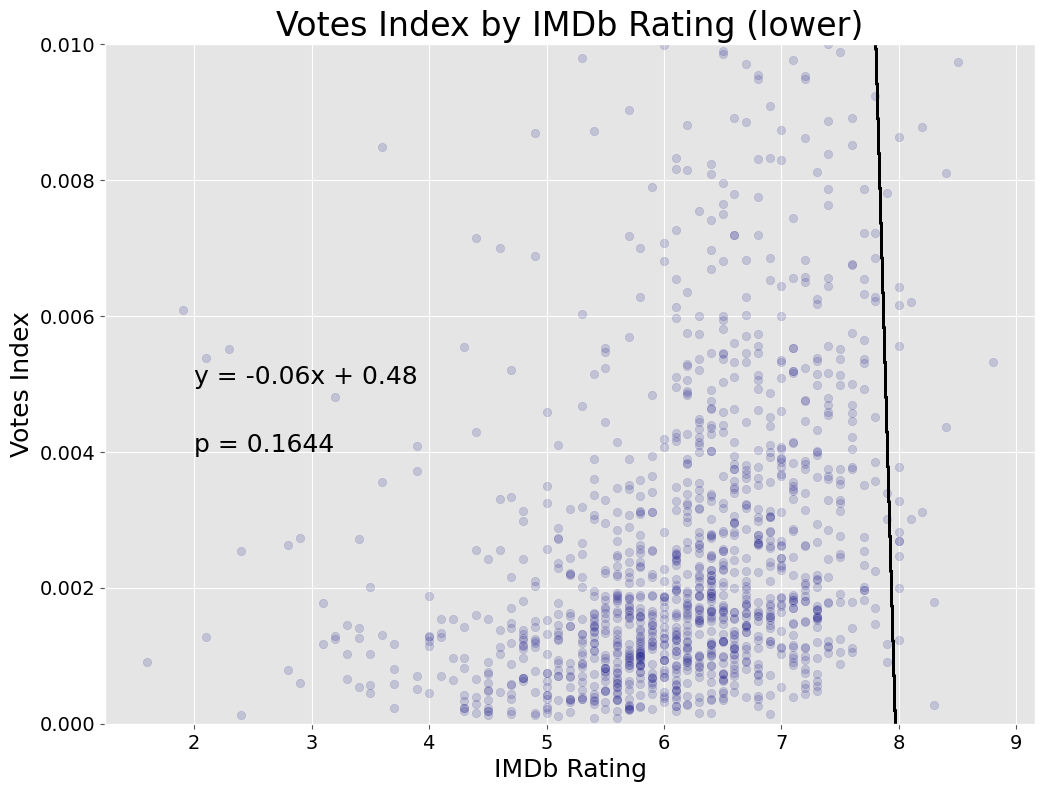 Votes Index by IMDb Rating (lower)
0.010
0.008
0.006
0.004
0.002
0.000
Votes Index
y = -0.06x + 0.48
p = 0.1644
2 3 4 5 6 7 8 9
IMDb Rating